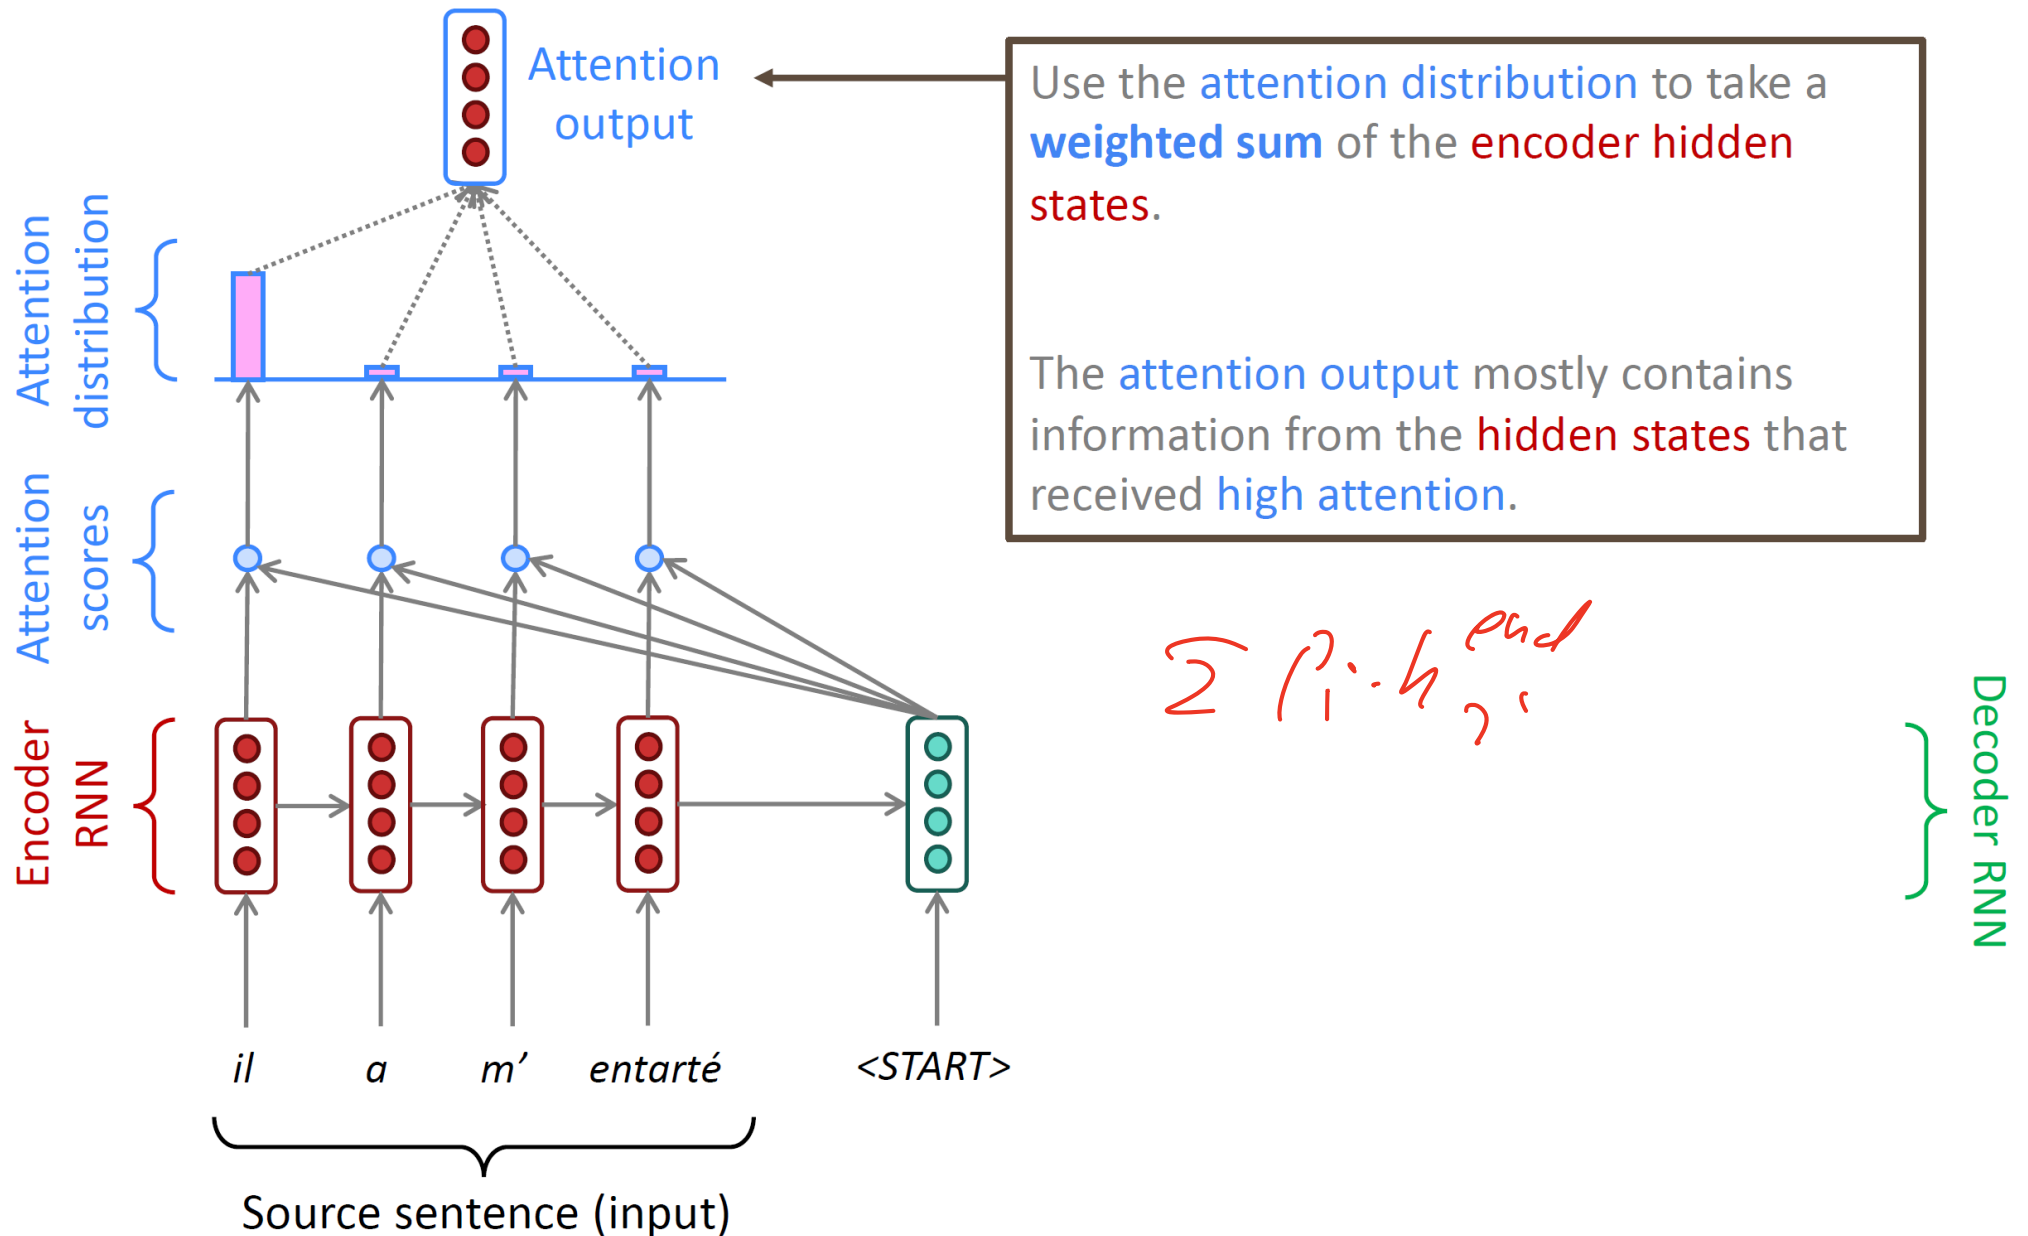 Attention
output
Use the attention distribution to take a
weighted sum of the encoder hidden
states.
The attention output mostly contains
information from the hidden states that
received high attention.
Attention
distribution
Attention
scores
Encoder
RNN
Decoder RNN
il a m’ entarté <START>
Source sentence (input)